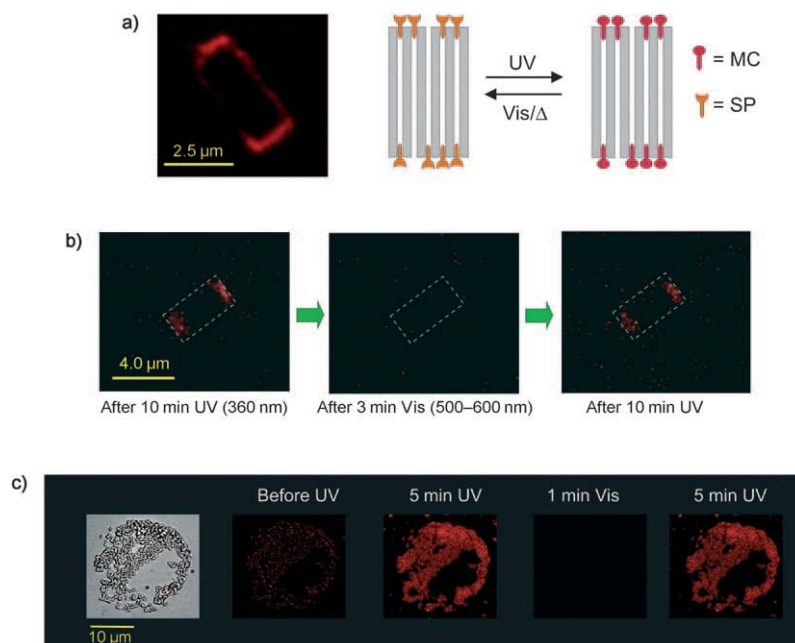 a)
2.5 µm
UV
Vis/Δ
= MC
= SP
b)
4.0 µm
After 10 min UV (360 nm)
After 3 min Vis (500–600 nm)
After 10 min UV
c)
Before UV
5 min UV
1 min Vis
5 min UV
10 µm